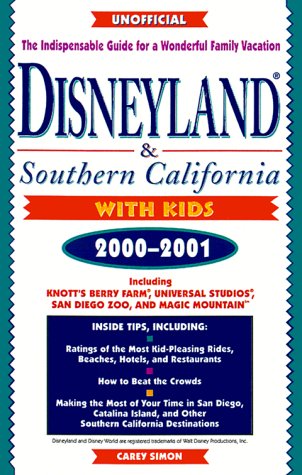 UNOFFICIAL
The Indispensable Guide for a Wonderful Family Vacation
DISNEYLAND®
& Southern California
WITH KIDS
2000–2001
Including
KNOTT'S BERRY FARM®, UNIVERSAL STUDIOS®,
SAN DIEGO ZOO, AND MAGIC MOUNTAIN™
INSIDE TIPS, INCLUDING:
Ratings of the Most Kid-Pleasing Rides,
Beaches, Hotels, and Restaurants
How to Beat the Crowds
Making the Most of Your Time in San Diego,
Catalina Island, and Other
Southern California Destinations
Disneyland and Disney World are registered trademarks of Walt Disney Productions, Inc.
CAREY SIMON